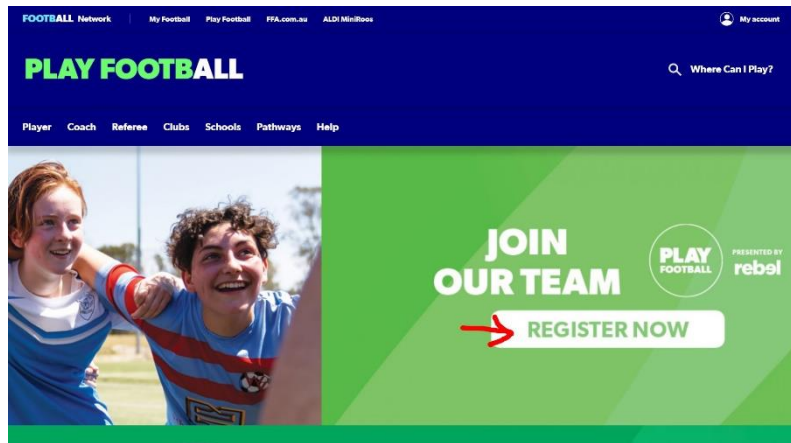 FOOTBALL Network My Football Play Football FFA.com.au ALDI MiniRoos My account
PLAY FOOTBALL
Where Can I Play?
Player Coach Referee Clubs Schools Pathways Help
JOIN
OUR TEAM
PLAY
FOOTBALL
PRESENTED BY
rebel
REGISTER NOW